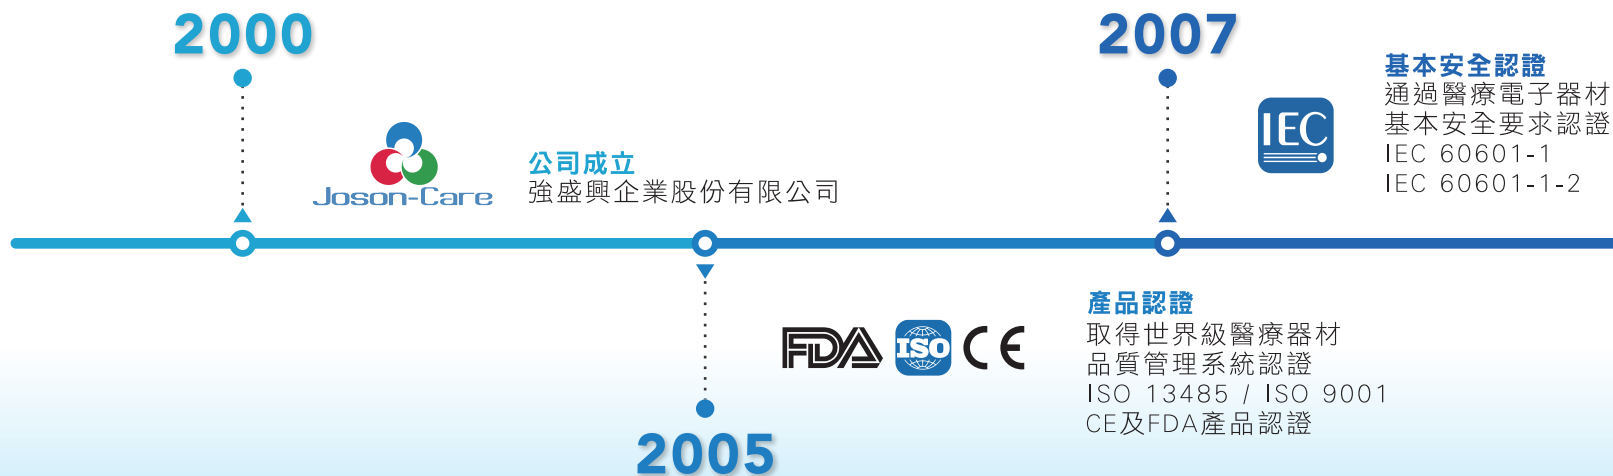 2000
Joson-Care
公司成立
強盛興企業股份有限公司
2005
FDA ISO CE
產品認證
取得世界級醫療器材
品質管理系統認證
ISO 13485 / ISO 9001
CE及FDA產品認證
2007
IEC
基本安全認證
通過醫療電子器材
基本安全要求認證
IEC 60601-1
IEC 60601-1-2